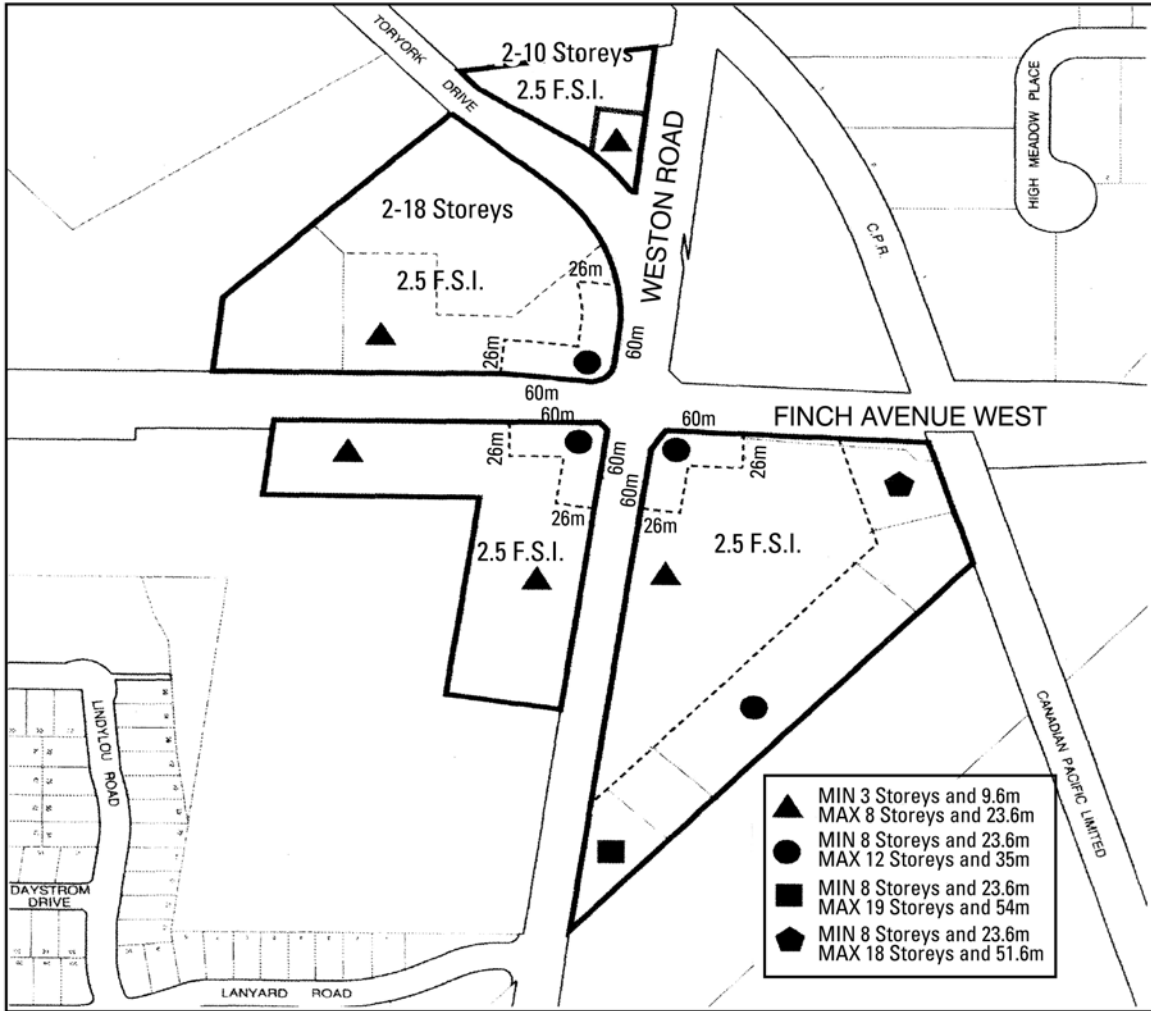 TORYORK
DRIVE
2-10 Storeys
2.5 F.S.I.
WESTON ROAD
HIGH MEADOW PLACE
C.P.R.
2-18 Storeys
2.5 F.S.I.
26m
26m
60m
60m
60m
60m
FINCH AVENUE WEST
26m
60m
60m
26m
26m
26m
2.5 F.S.I.
2.5 F.S.I.
CANADIAN PACIFIC LIMITED
LINDYLOU ROAD
DAYSTROM
DRIVE
LANYARD ROAD
MIN 3 Storeys and 9.6m
MAX 8 Storeys and 23.6m
MIN 8 Storeys and 23.6m
MAX 12 Storeys and 35m
MIN 8 Storeys and 23.6m
MAX 19 Storeys and 54m
MIN 8 Storeys and 23.6m
MAX 18 Storeys and 51.6m